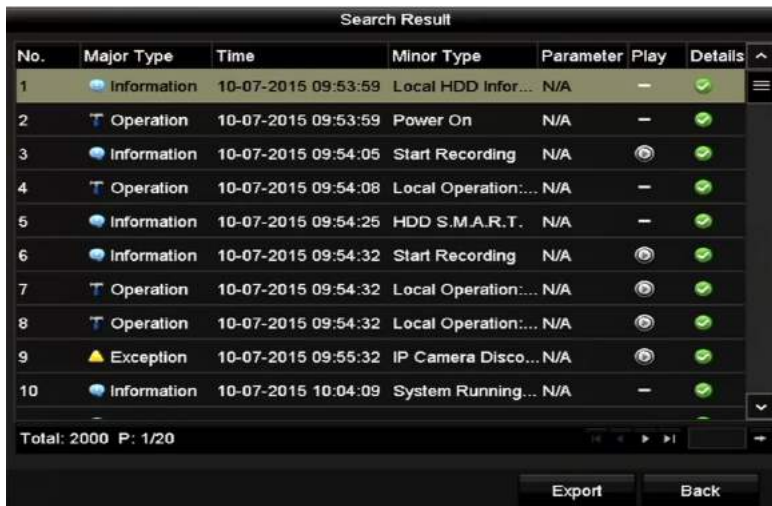 Search Result
No. Major Type Time Minor Type Parameter Play Details
1 Information 10-07-2015 09:53:59 Local HDD Infor... N/A –
2 Operation 10-07-2015 09:53:59 Power On N/A –
3 Information 10-07-2015 09:54:05 Start Recording N/A
4 Operation 10-07-2015 09:54:08 Local Operation:... N/A –
5 Information 10-07-2015 09:54:25 HDD S.M.A.R.T. N/A –
6 Information 10-07-2015 09:54:32 Start Recording N/A
7 Operation 10-07-2015 09:54:32 Local Operation:... N/A
8 Operation 10-07-2015 09:54:32 Local Operation:... N/A
9 Exception 10-07-2015 09:55:32 IP Camera Disco... N/A
10 Information 10-07-2015 10:04:09 System Running... N/A –
Total: 2000 P: 1/20
Export Back